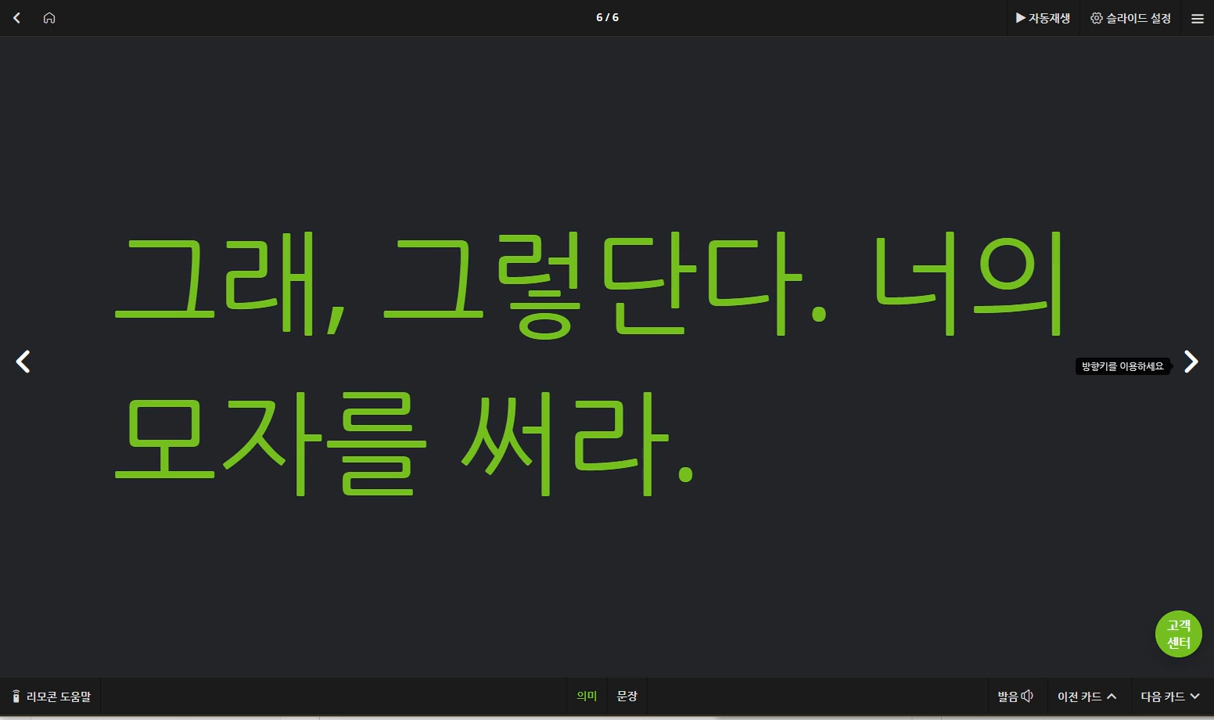 6 / 6
자동재생
슬라이드 설정
그래, 그렇단다. 너의
모자를 써라.
방향키를 이용하세요
고객
센터
리모콘 도움말
의미
문장
발음
이전 카드
다음 카드